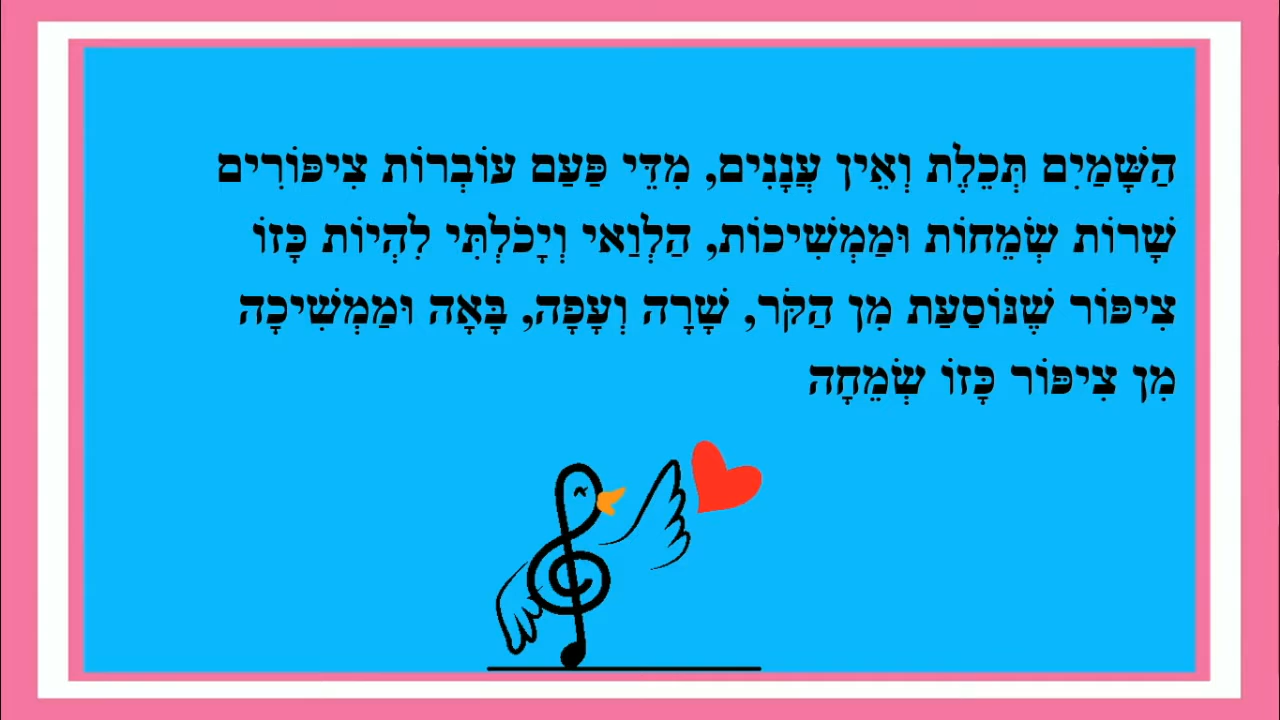 הַשָּׁמַיִם תְּכֵלֶת וְאֵין עֲנָנִים, מִדֵּי פַּעַם עוֹבְרוֹת צִיפּוֹרִים
שָׁרוֹת שְׂמֵחוֹת וּמַמְשִׁיכוֹת, הַלְוַאי וְיָכֹלְתִּי לִהְיוֹת כָּזוֹ
צִיפּוֹר שֶׁנּוֹסַעַת מִן הַקֹּר, שָׁרָה וְעָפָה, בָּאָה וּמַמְשִׁיכָה
מִן צִיפּוֹר כָּזוֹ שְׂמֵחָה